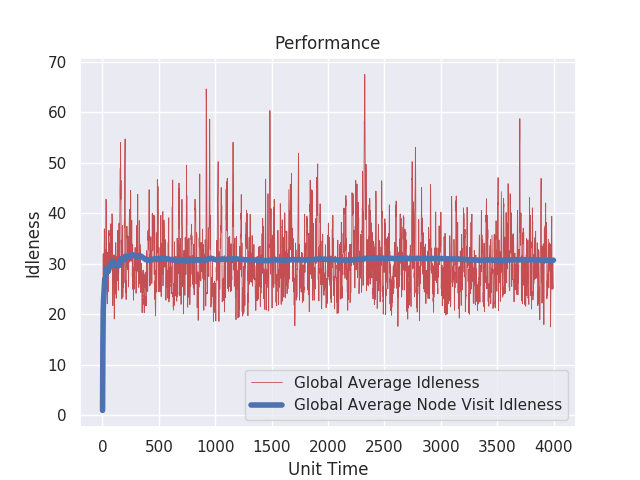 Performance
70
60
50
40
30
20
10
0
Idleness
Global Average Idleness
Global Average Node Visit Idleness
0 500 1000 1500 2000 2500 3000 3500 4000
Unit Time